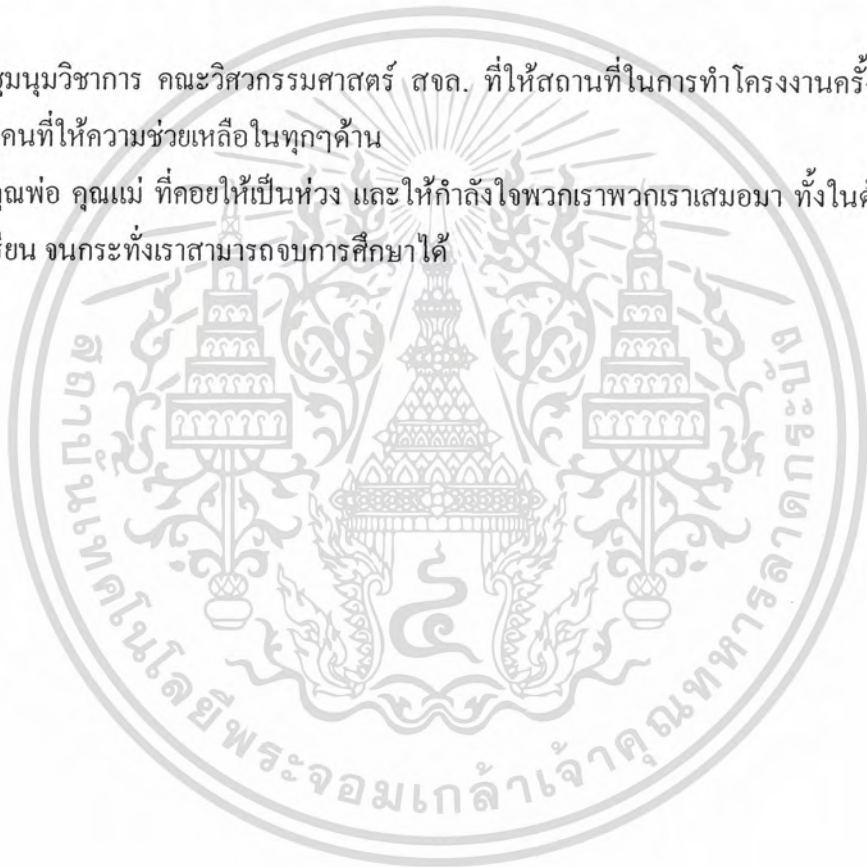 ชุมนุมวิชาการ คณะวิศวกรรมศาสตร์ สจล. ที่ให้สถานที่ในการทำโครงงานครั้
คนที่ให้ความช่วยเหลือในทุกๆด้าน
คุณพ่อ คุณแม่ ที่คอยให้เป็นห่วง และให้กำลังใจพวกเราพวกเราเสมอมา ทั้งในด้
รียน จนกระทั่งเราสามารถจบการศึกษาได้
สถาบันเทคโนโลยีพระจอมเกล้าเจ้าคุณทหารลาดกระบัง